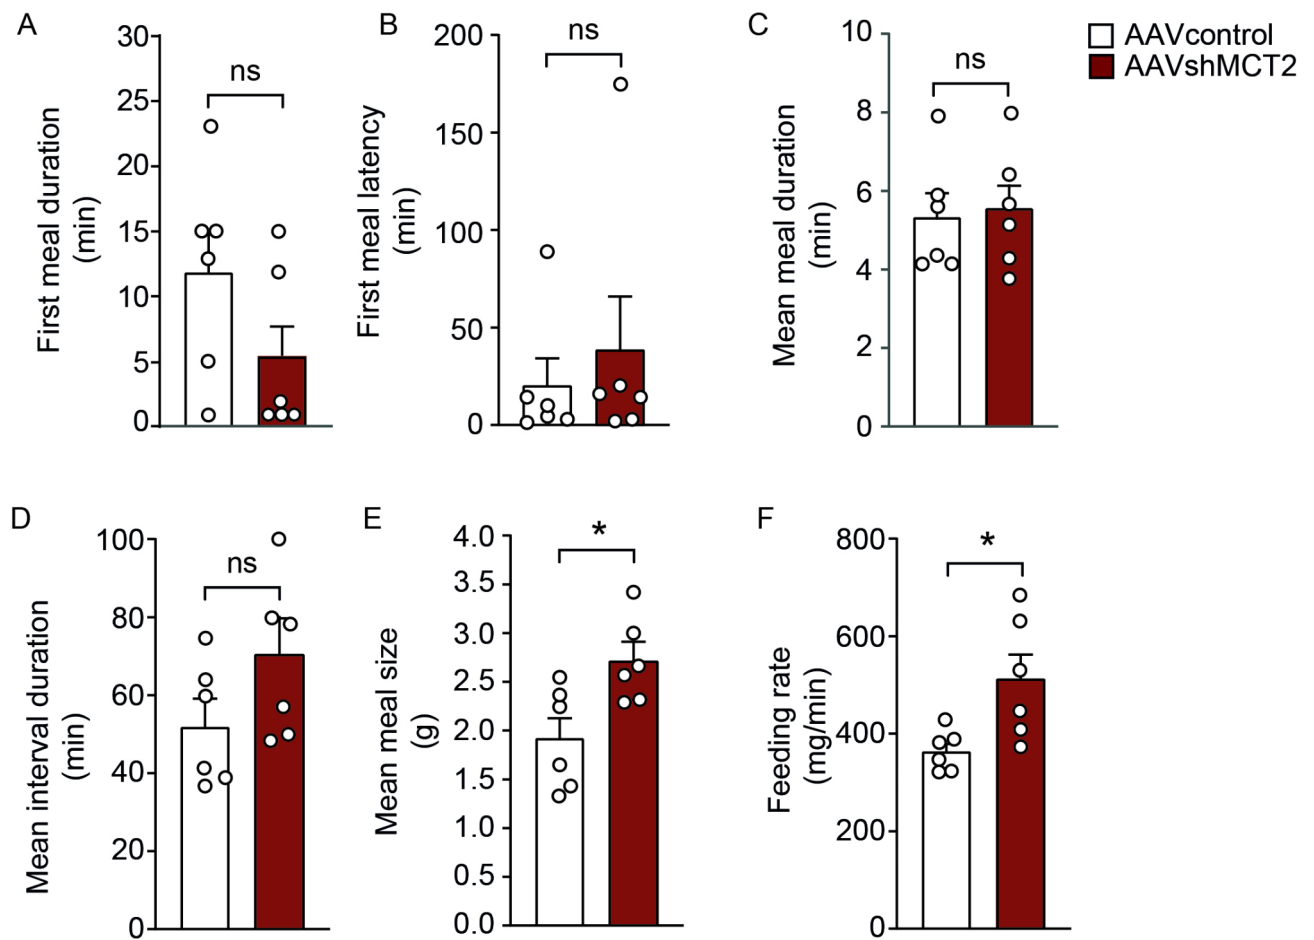 A
First meal duration
(min)
30
25
20
15
10
5
0
ns
B
First meal latency
(min)
200
150
100
50
0
ns
C
Mean meal duration
(min)
10
8
6
4
2
0
ns
AAVcontrol
AAVshMCT2
D
Mean interval duration
(min)
100
80
60
40
20
0
ns
E
Mean meal size
(g)
4.0
3.5
3.0
2.5
2.0
1.5
1.0
0.5
0.0
*
F
Feeding rate
(mg/min)
800
600
400
200
0
*